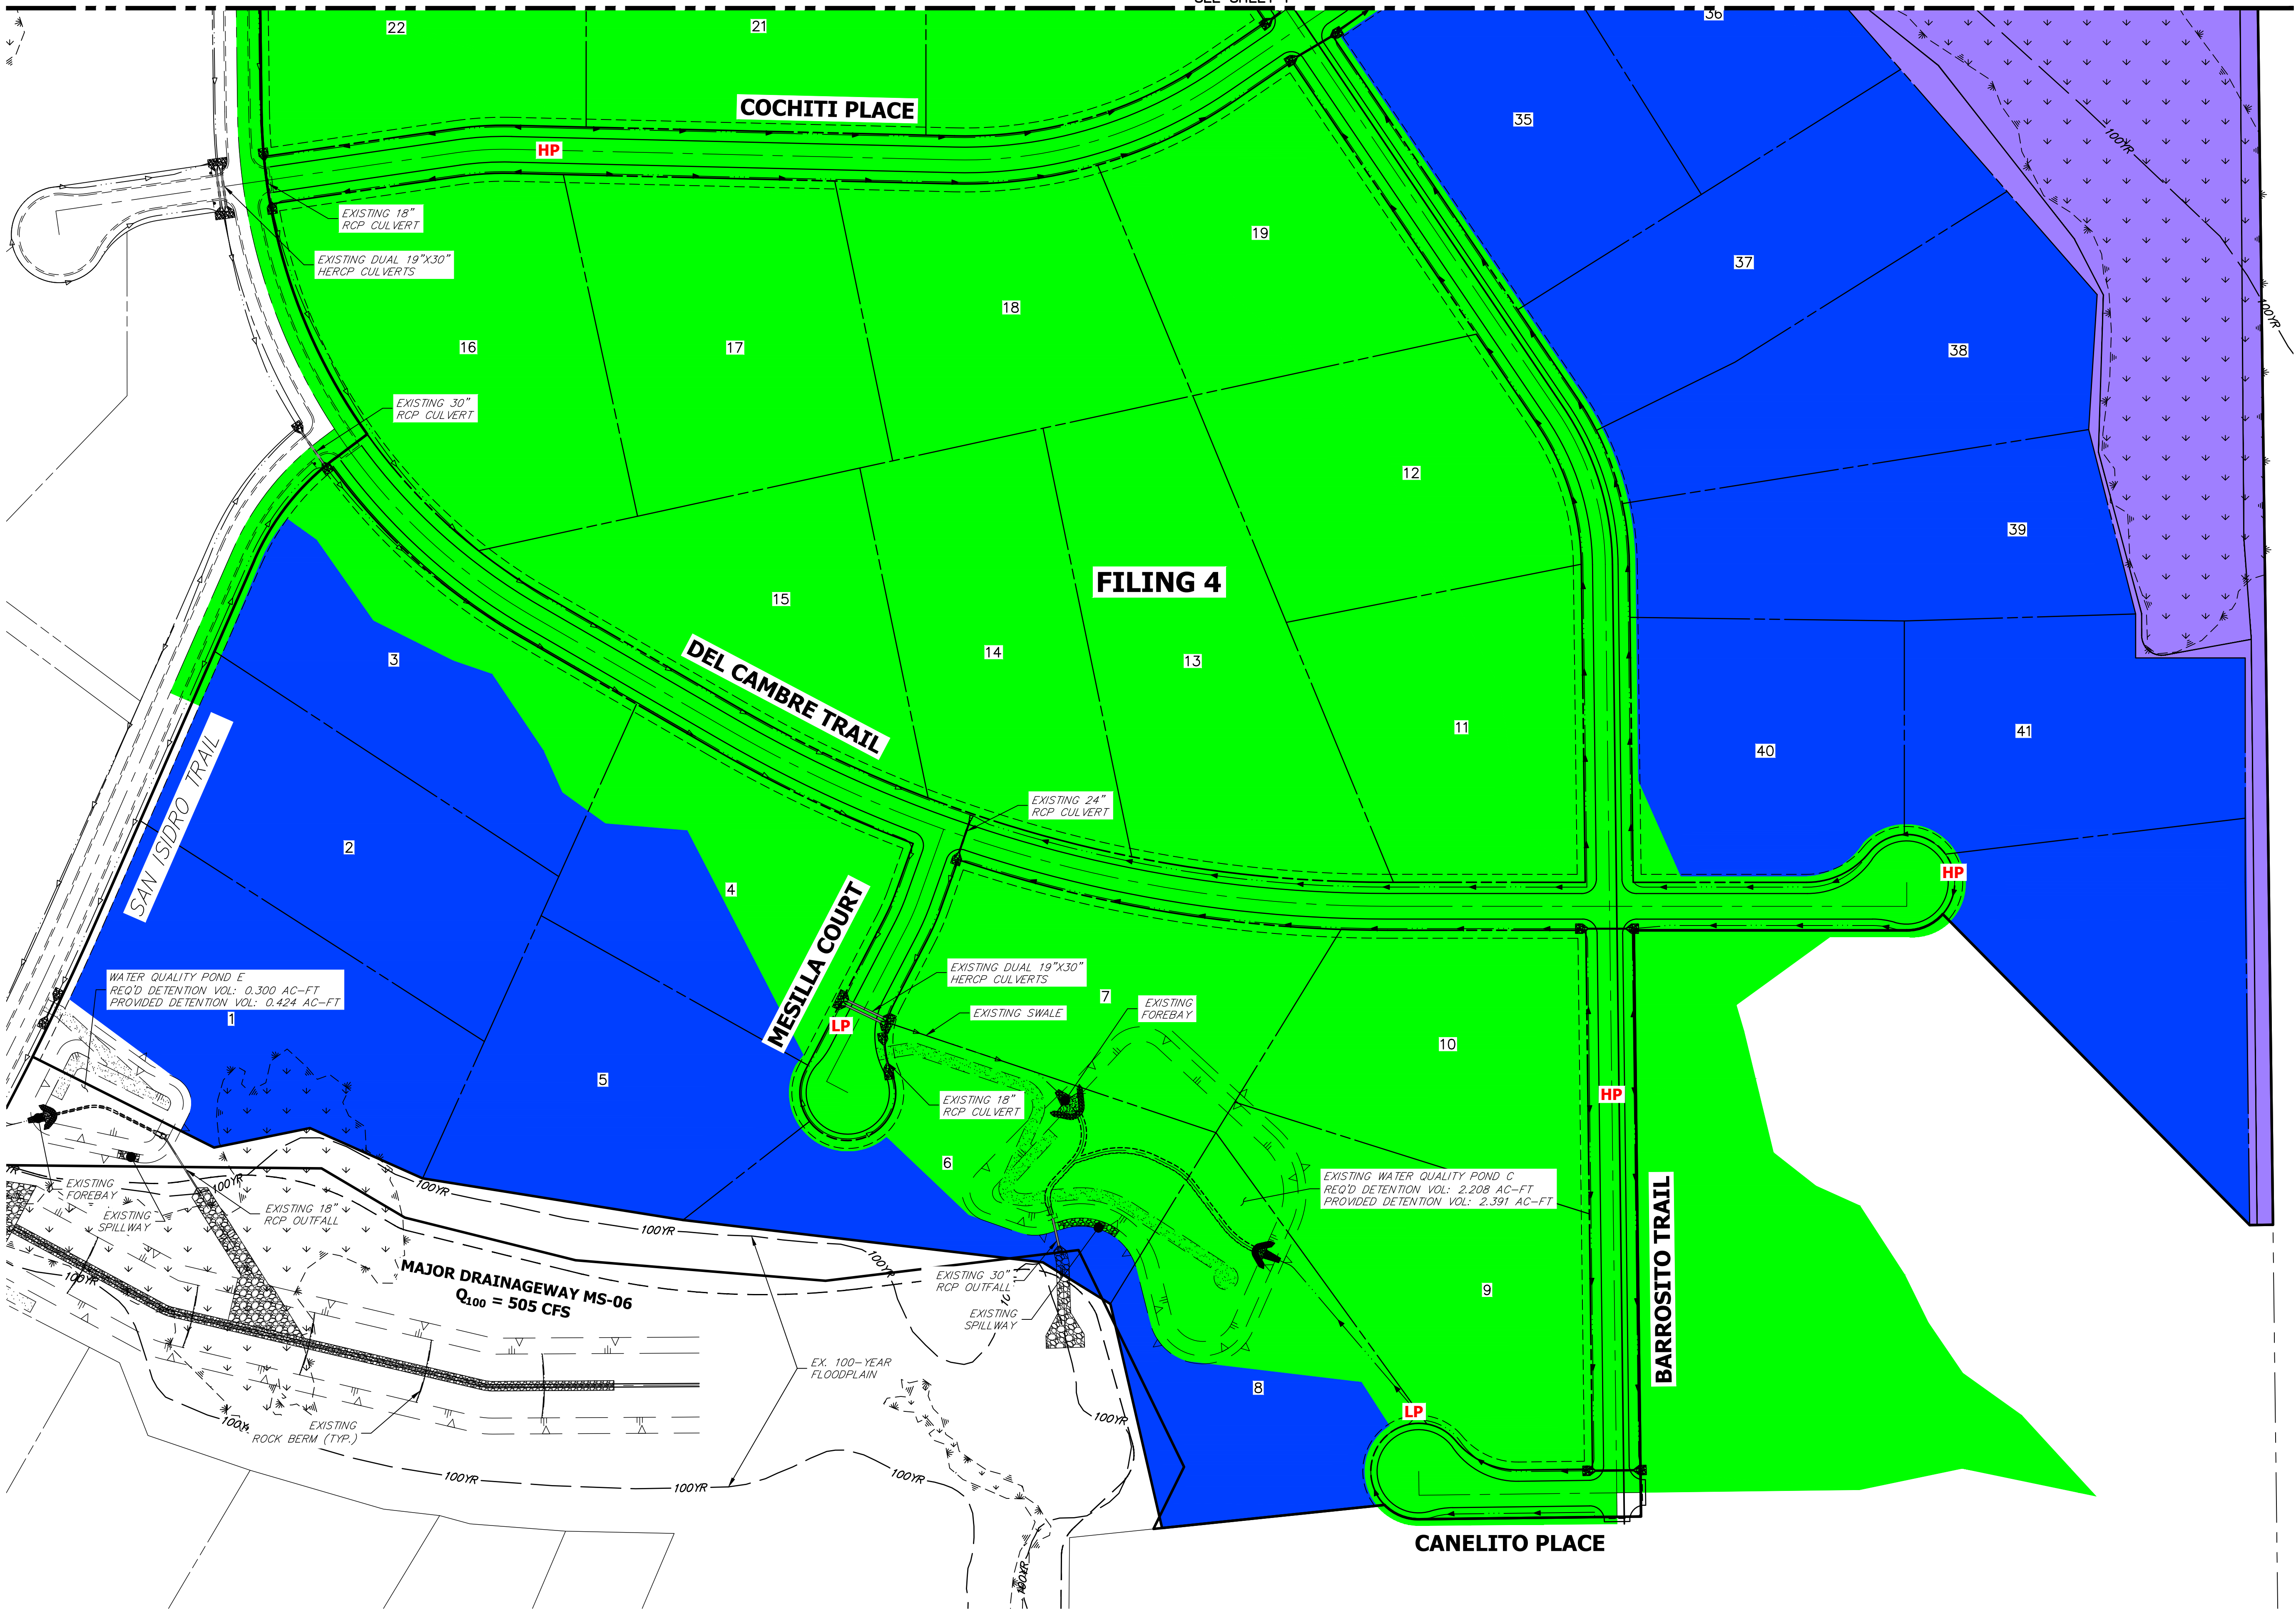 36
22
21
COCHITI PLACE
35
HP
EXISTING 18"
RCP CULVERT
100YR
19
EXISTING DUAL 19"X30"
HERCP CULVERTS
37
100YR
18
16
17
38
EXISTING 30"
RCP CULVERT
12
39
FILING 4
15
3
14
13
DEL CAMBRE TRAIL
11
41
40
SAN ISIDRO TRAIL
EXISTING 24"
RCP CULVERT
2
HP
4
MESILLA COURT
WATER QUALITY POND E
REQ'D DETENTION VOL: 0.300 AC-FT
PROVIDED DETENTION VOL: 0.424 AC-FT
1
EXISTING DUAL 19"X30"
HERCP CULVERTS
7
EXISTING
FOREBAY
EXISTING SWALE
LP
10
5
HP
EXISTING 18"
RCP CULVERT
6
EXISTING WATER QUALITY POND C
REQ'D DETENTION VOL: 2.208 AC-FT
PROVIDED DETENTION VOL: 2.391 AC-FT
EXISTING
FOREBAY
100YR
100YR
EXISTING
SPILLWAY
EXISTING 18"
RCP OUTFALL
100YR
100YR
BARROSITO TRAIL
100YR
MAJOR DRAINAGEWAY MS-06
Q100 = 505 CFS
EXISTING 30"
RCP OUTFALL
EXISTING
SPILLWAY
9
EX. 100-YEAR
FLOODPLAIN
8
LP
100YR
100YR
EXISTING
ROCK BERM (TYP.)
100YR
100YR
100YR
CANELITO PLACE
100YR